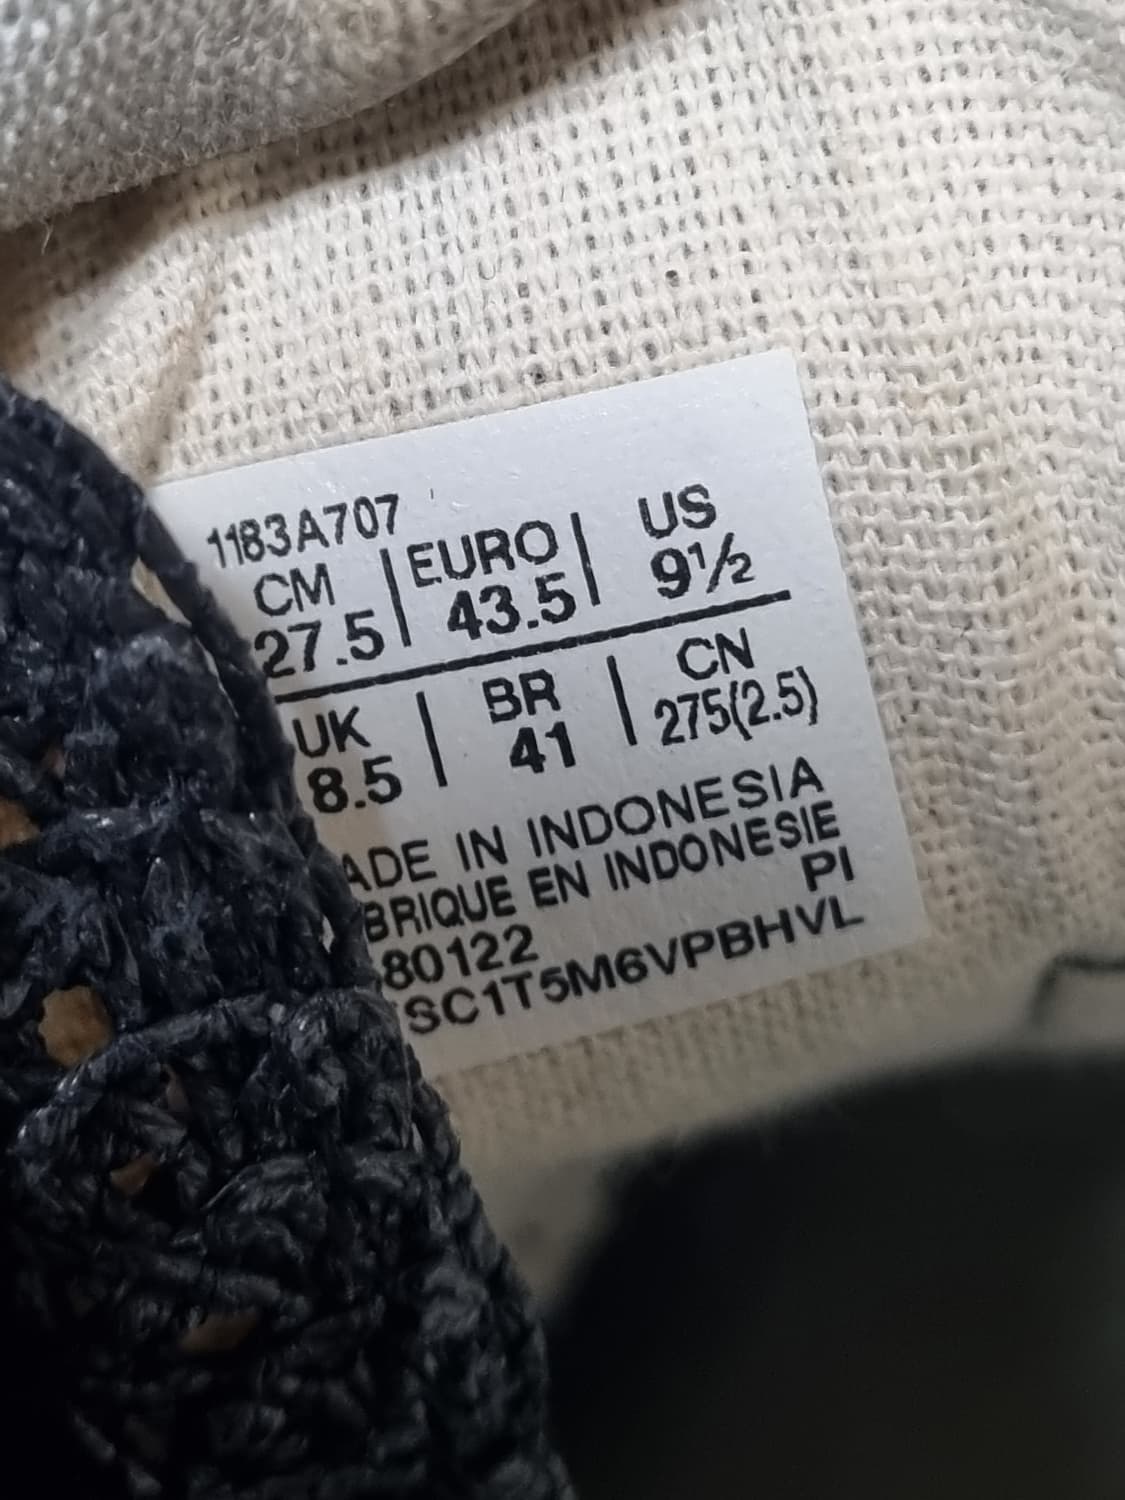 1183A707
CM | EURO | US
27.5 | 43.5 | 9½
UK | BR | CN
8.5 | 41 | 275(2.5)
ADE IN INDONESIA
BRIQUE EN INDONESIE
PI
80122
SC1T5M6VPBHVL